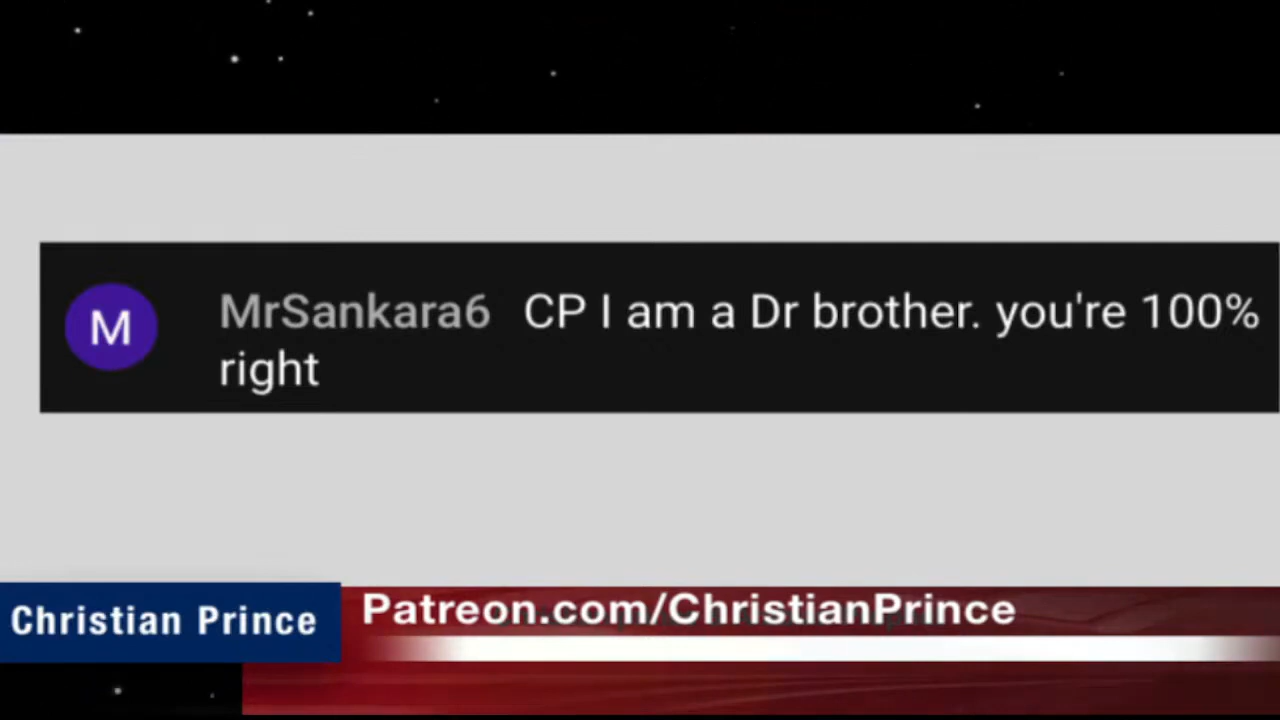 M
MrSankara6 CP I am a Dr brother. you're 100%
right
Christian Prince
Patreon.com/ChristianPrince